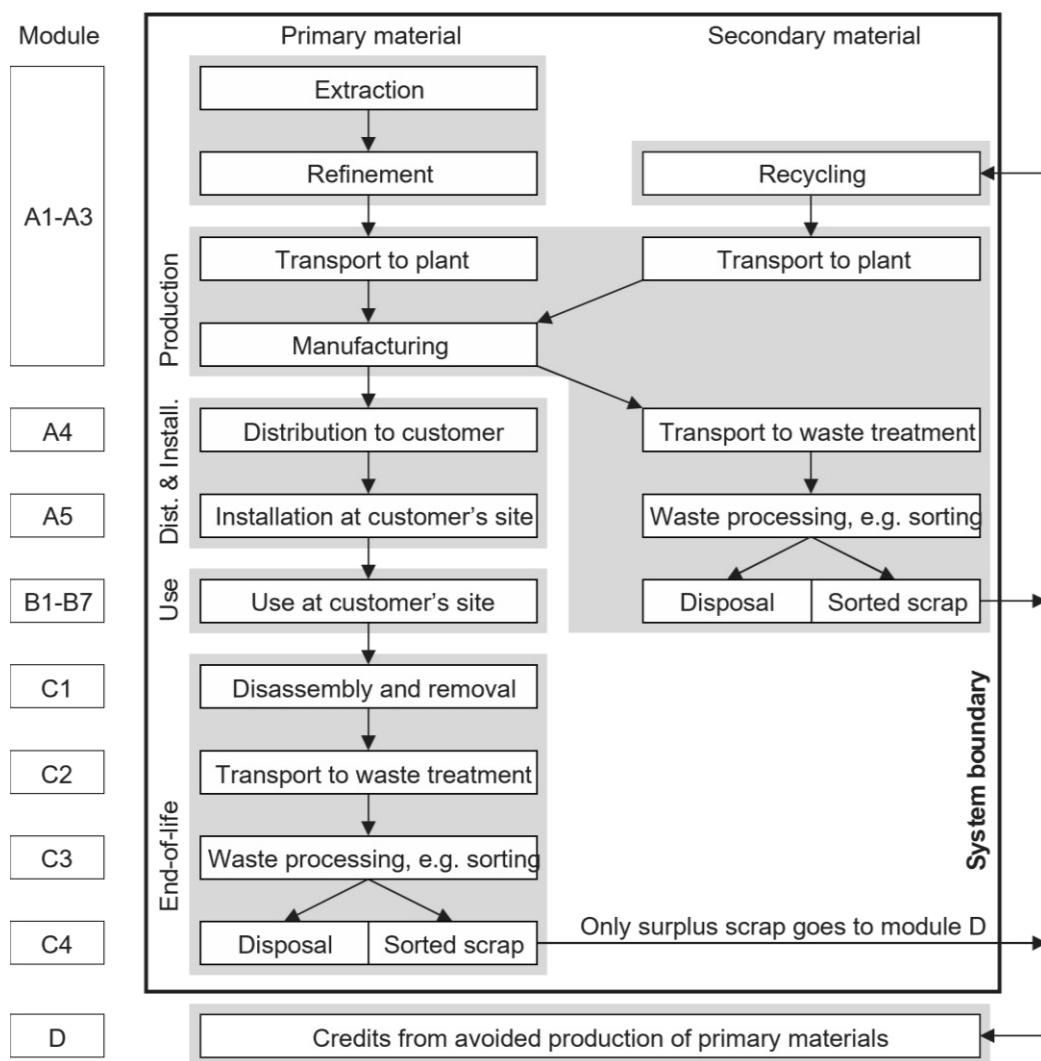 Module
Primary material
Secondary material
A1-A3
Extraction
Refinement
Recycling
Production
Transport to plant
Transport to plant
Manufacturing
A4
Dist. & Install.
Distribution to customer
Transport to waste treatment
A5
Installation at customer’s site
Waste processing, e.g. sorting
B1-B7
Use
Use at customer’s site
Disposal
Sorted scrap
C1
End-of-life
Disassembly and removal
System boundary
C2
Transport to waste treatment
C3
Waste processing, e.g. sorting
C4
Disposal
Sorted scrap
Only surplus scrap goes to module D
D
Credits from avoided production of primary materials